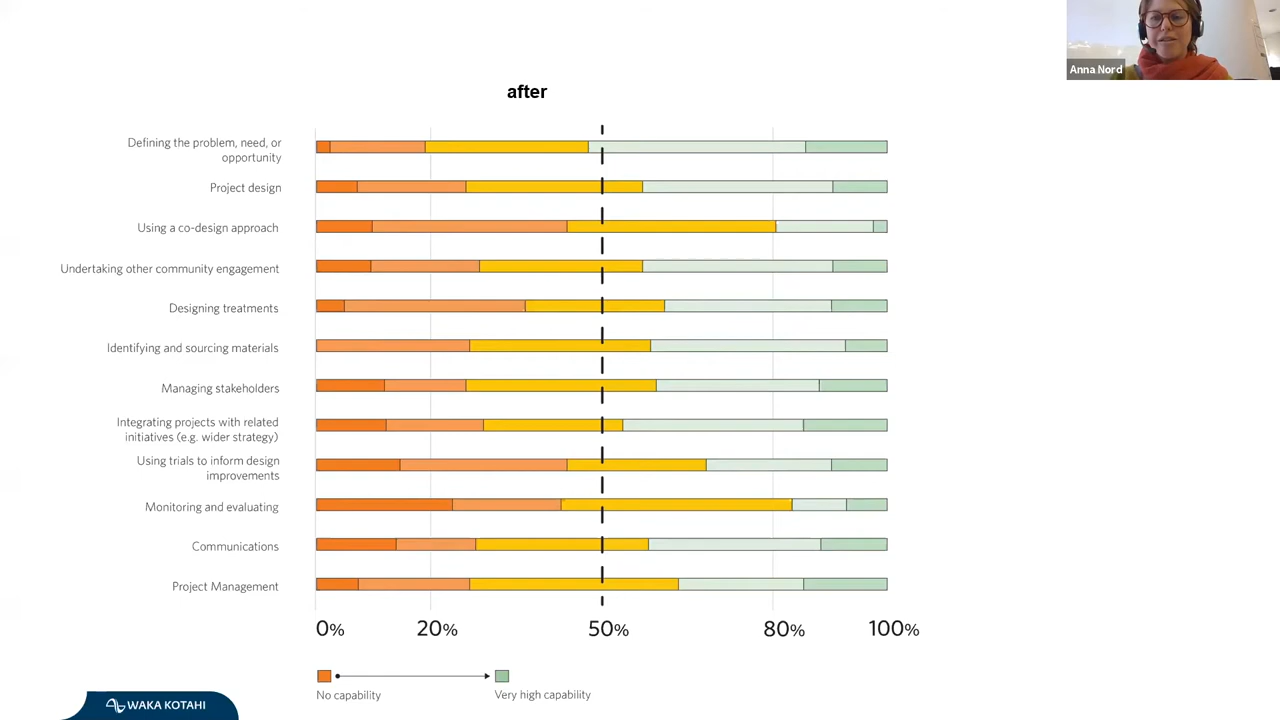 Anna Nord
after
Defining the problem, need, or
opportunity
Project design
Using a co-design approach
Undertaking other community engagement
Designing treatments
Identifying and sourcing materials
Managing stakeholders
Integrating projects with related
initiatives (e.g. wider strategy)
Using trials to inform design
improvements
Monitoring and evaluating
Communications
Project Management
0% 20% 50% 80% 100%
No capability
Very high capability
WAKA KOTAHI